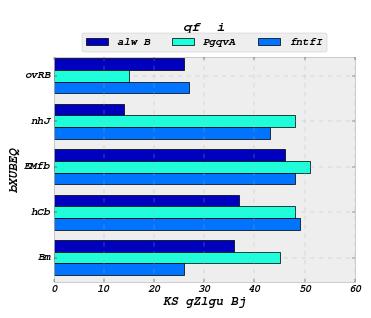 qf i
alw B PgqvA fntfI
ovRB
nhJ
EMfb
hCb
Bm
bXUBEQ
0 10 20 30 40 50 60
KS gZlgu Bj